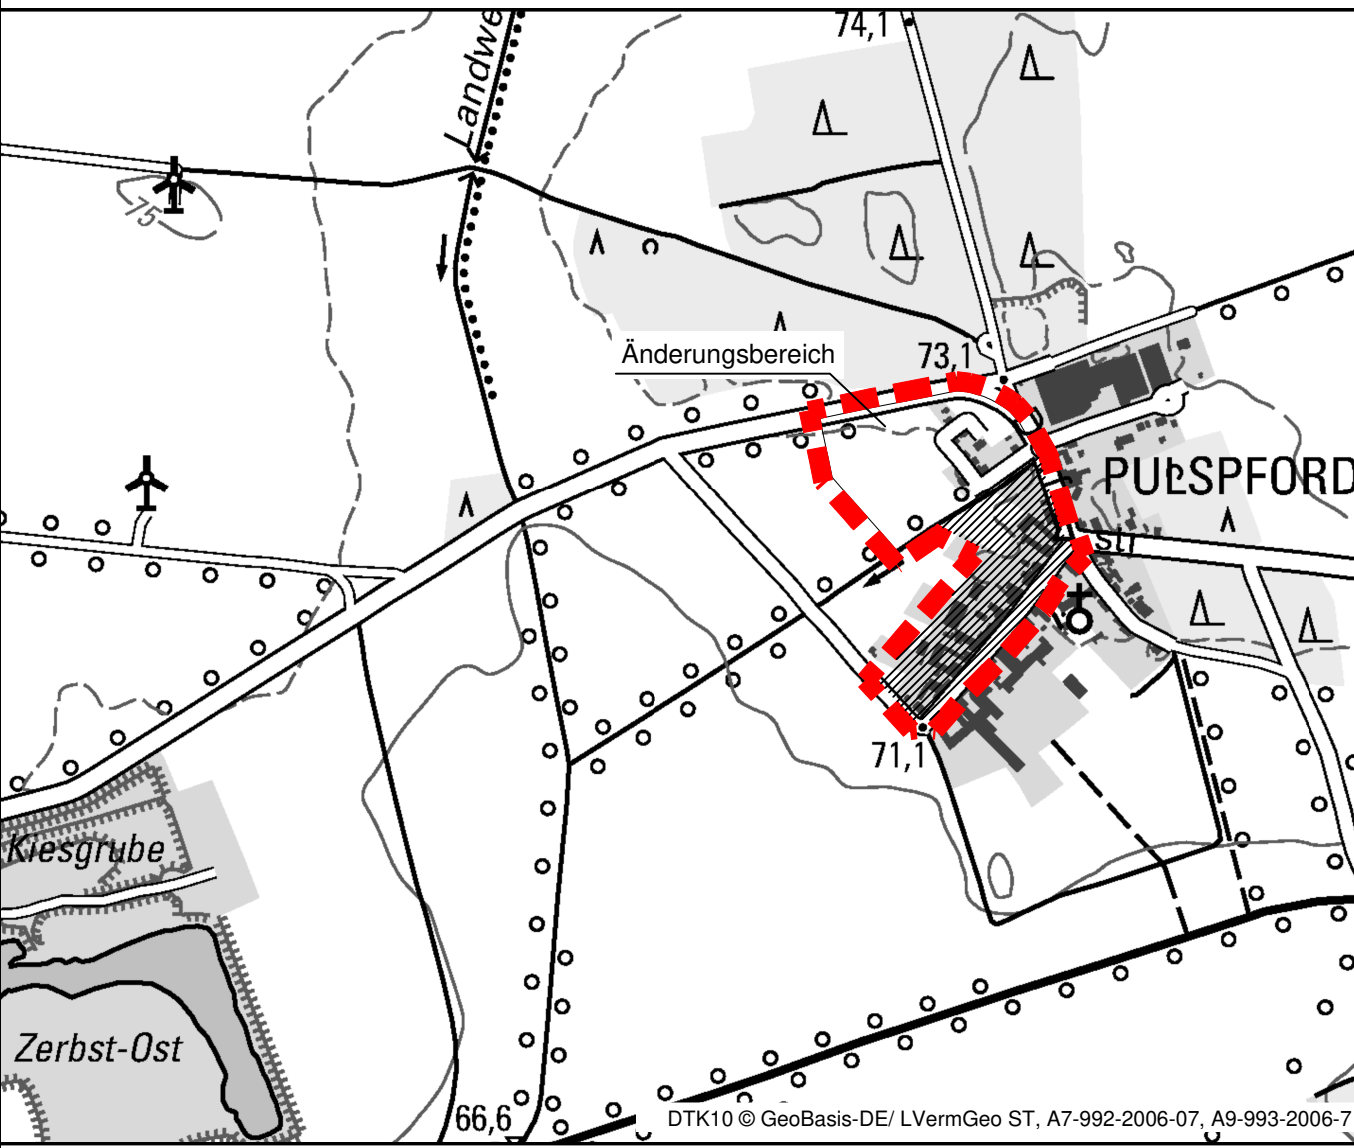 74,1
Landwe
75
Änderungsbereich
73,1
PULSPFORD
str
71,1
Kiesgrube
Zerbst-Ost
66,6
DTK10 © GeoBasis-DE/ LVermGeo ST, A7-992-2006-07, A9-993-2006-7